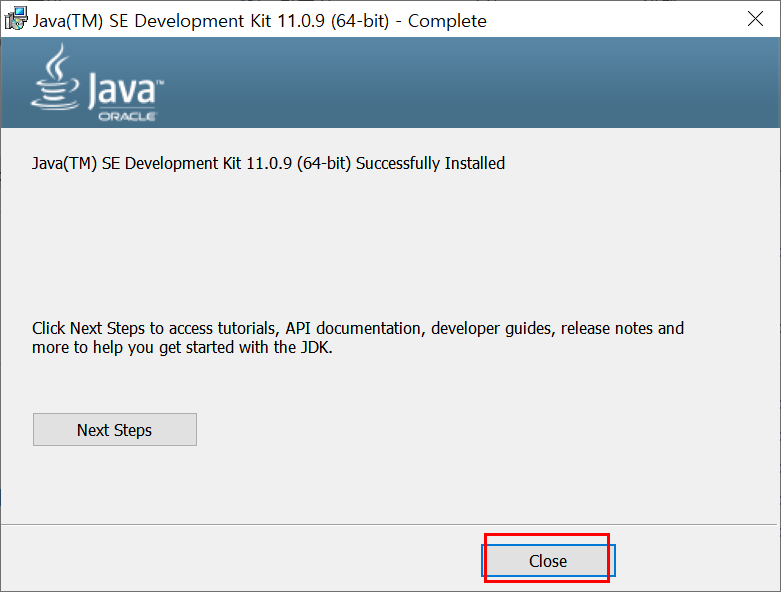 Java(TM) SE Development Kit 11.0.9 (64-bit) - Complete
Java™
ORACLE
Java(TM) SE Development Kit 11.0.9 (64-bit) Successfully Installed
Click Next Steps to access tutorials, API documentation, developer guides, release notes and
more to help you get started with the JDK.
Next Steps
Close